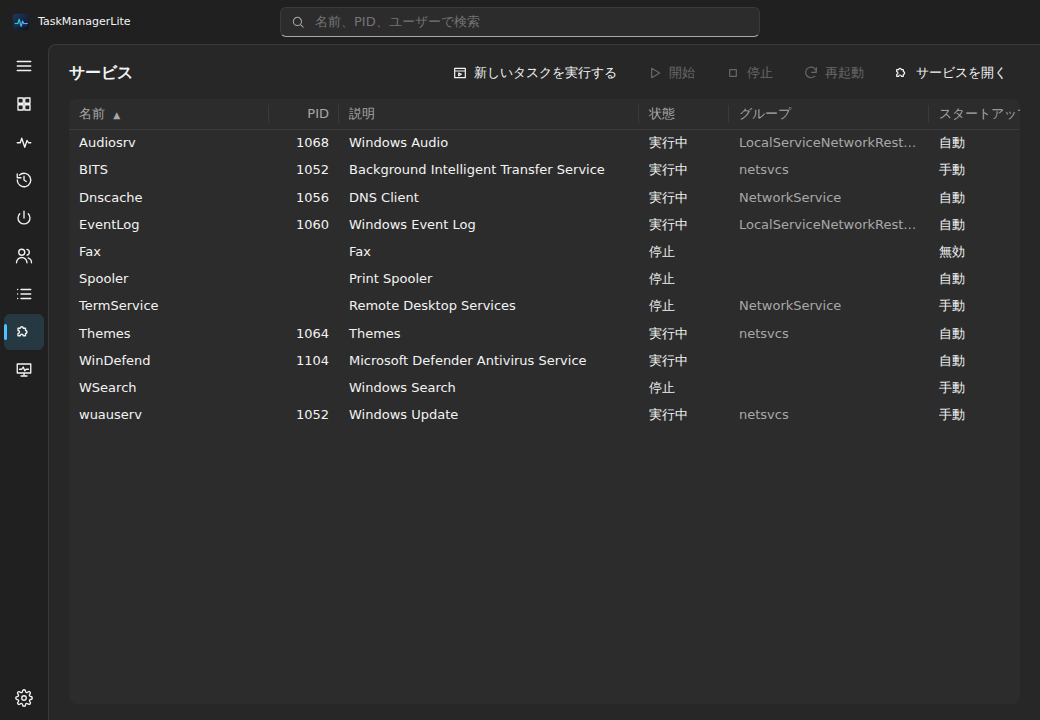 TaskManagerLite
名前、PID、ユーザーで検索
サービス
新しいタスクを実行する 開始 停止 再起動 サービスを開く
名前 ▲ PID 説明 状態 グループ スタートアップ
Audiosrv 1068 Windows Audio 実行中 LocalServiceNetworkRest... 自動
BITS 1052 Background Intelligent Transfer Service 実行中 netsvcs 手動
Dnscache 1056 DNS Client 実行中 NetworkService 自動
EventLog 1060 Windows Event Log 実行中 LocalServiceNetworkRest... 自動
Fax Fax 停止 無効
Spooler Print Spooler 停止 自動
TermService Remote Desktop Services 停止 NetworkService 手動
Themes 1064 Themes 実行中 netsvcs 自動
WinDefend 1104 Microsoft Defender Antivirus Service 実行中 自動
WSearch Windows Search 停止 手動
wuauserv 1052 Windows Update 実行中 netsvcs 手動